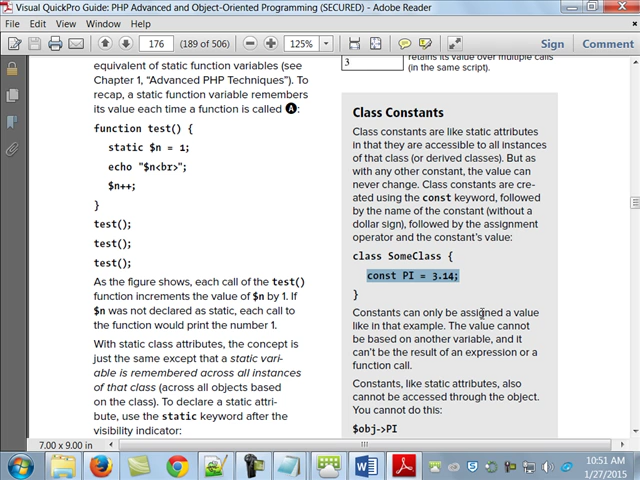 Visual QuickPro Guide: PHP Advanced and Object-Oriented Programming (SECURED) - Adobe Reader
File Edit View Window Help
176 (189 of 506) 125% Sign Comment
equivalent of static function variables (see
Chapter 1, “Advanced PHP Techniques”). To
recap, a static function variable remembers
its value each time a function is called A:
function test() {
static $n = 1;
echo "$n<br>";
$n++;
}
test();
test();
test();
As the figure shows, each call of the test()
function increments the value of $n by 1. If
$n was not declared as static, each call to
the function would print the number 1.
With static class attributes, the concept is
just the same except that a static vari-
able is remembered across all instances
of that class (across all objects based
on the class). To declare a static attri-
bute, use the static keyword after the
visibility indicator:
3
retains its value over multiple calls
(in the same script).
Class Constants
Class constants are like static attributes
in that they are accessible to all instances
of that class (or derived classes). But as
with any other constant, the value can
never change. Class constants are cre-
ated using the const keyword, followed
by the name of the constant (without a
dollar sign), followed by the assignment
operator and the constant’s value:
class SomeClass {
const PI = 3.14;
}
Constants can only be assigned a value
like in that example. The value cannot
be based on another variable, and it
can’t be the result of an expression or a
function call.
Constants, like static attributes, also
cannot be accessed through the object.
You cannot do this:
$obj->PI
7.00 x 9.00 in
10:51 AM
1/27/2015